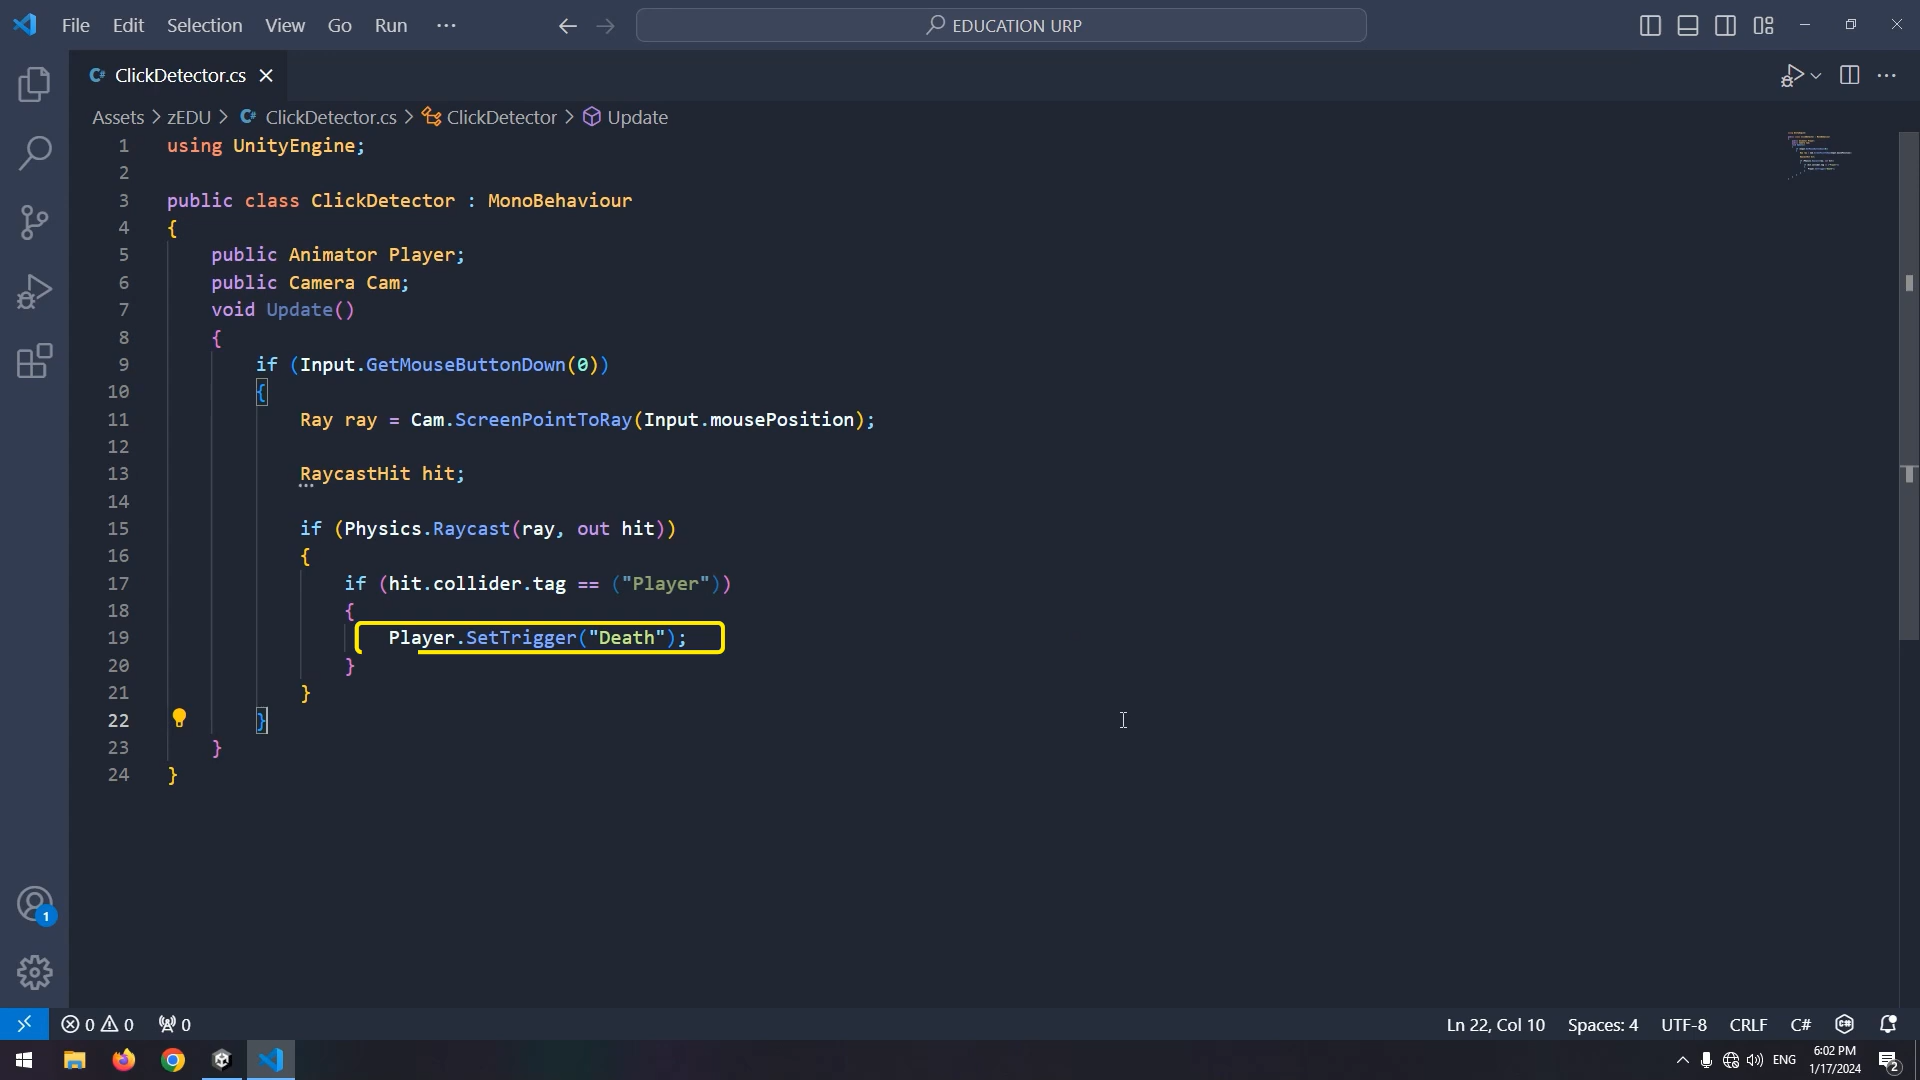 File Edit Selection View Go Run ··· EDUCATION URP
ClickDetector.cs
Assets > zEDU > ClickDetector.cs > ClickDetector > Update
1 using UnityEngine;
2
3 public class ClickDetector : MonoBehaviour
4 {
5 public Animator Player;
6 public Camera Cam;
7 void Update()
8 {
9 if (Input.GetMouseButtonDown(0))
10 {
11 Ray ray = Cam.ScreenPointToRay(Input.mousePosition);
12
13 RaycastHit hit;
14
15 if (Physics.Raycast(ray, out hit))
16 {
17 if (hit.collider.tag == ("Player"))
18 {
19 Player.SetTrigger("Death");
20 }
21 }
22 }
23 }
24 }
1
0 0 0 Ln 22, Col 10 Spaces: 4 UTF-8 CRLF C#
ENG 6:02 PM
1/17/2024 2